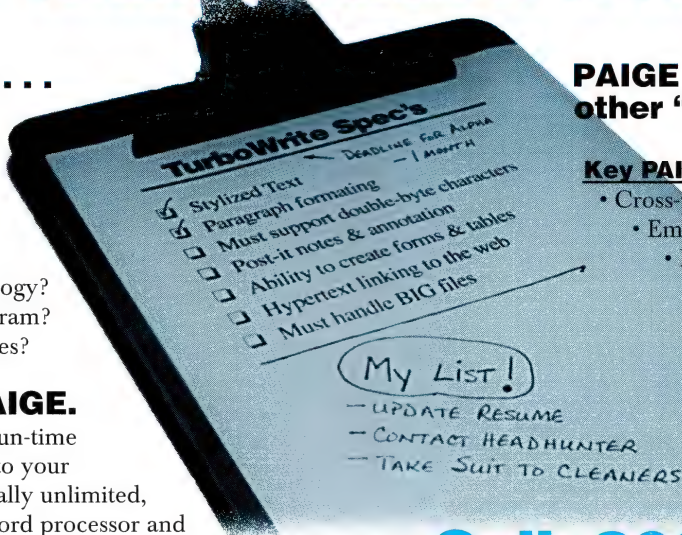 ...
ogy?
ram?
es?
AIGE.
un-time
to your
ally unlimited,
ord processor and
TurboWrite Spec's
DEADLINE FOR ALPHA
- 1 MONTH
Stylized Text
Paragraph formating
Must support double-byte characters
Post-it notes & annotation
Ability to create forms & tables
Hypertext linking to the web
Must handle BIG files
My LIST!
- UPDATE RESUME
- CONTACT HEADHUNTER
- TAKE SUIT TO CLEANERS
PAIGE
other "
Key PAI
• Cross-
• Em